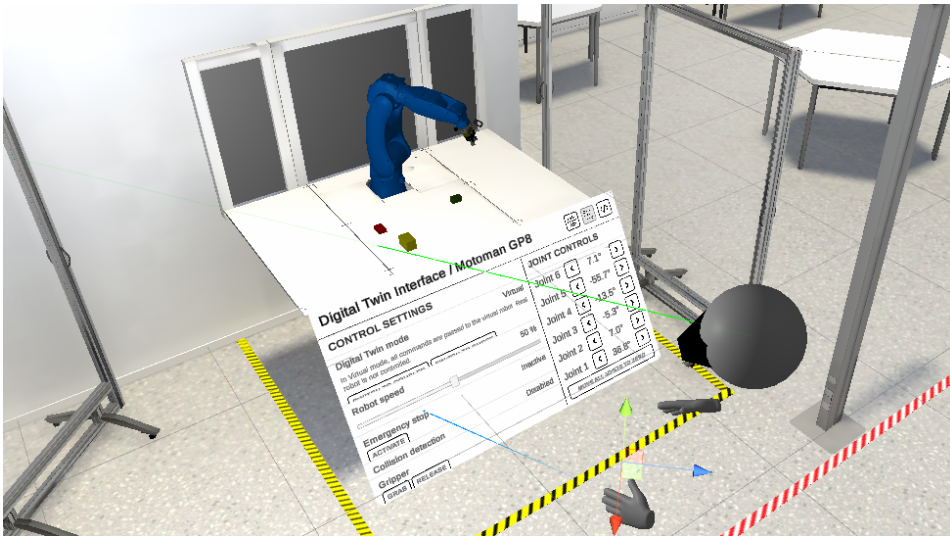 Digital Twin Interface / Motoman GP8
CONTROL SETTINGS
Digital Twin mode
Virtual
In Virtual mode, all commands are passed to the virtual robot. Real
robot is not controlled.
Robot speed
50 %
Emergency stop
Inactive
ACTIVATE
Collision detection
Disabled
Gripper
GRAB
RELEASE
JOINT CONTROLS
Joint 6
7.1°
Joint 5
-55.7°
Joint 4
13.5°
Joint 3
-5.3°
Joint 2
7.0°
Joint 1
36.8°
MOVE ALL JOINTS TO ZERO